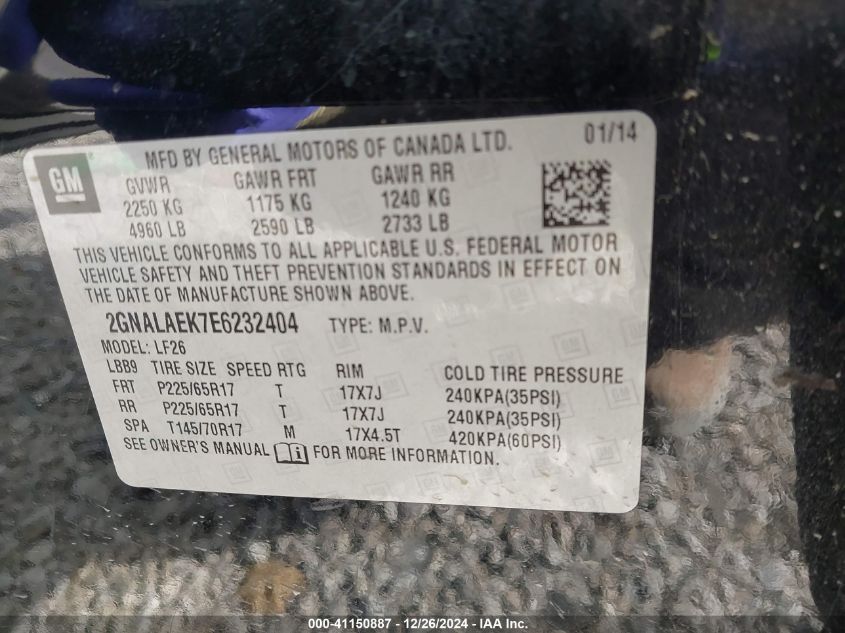 MFD BY GENERAL MOTORS OF CANADA LTD. 01/14
GM
GVWR GAWR FRT GAWR RR
2250 KG 1175 KG 1240 KG
4960 LB 2590 LB 2733 LB
THIS VEHICLE CONFORMS TO ALL APPLICABLE U.S. FEDERAL MOTOR
VEHICLE SAFETY AND THEFT PREVENTION STANDARDS IN EFFECT ON
THE DATE OF MANUFACTURE SHOWN ABOVE.
2GNALAEK7E6232404 TYPE: M.P.V.
MODEL: LF26
LBB9 TIRE SIZE SPEED RTG RIM COLD TIRE PRESSURE
FRT P225/65R17 T 17X7J 240KPA(35PSI)
RR P225/65R17 T 17X7J 240KPA(35PSI)
SPA T145/70R17 M 17X4.5T 420KPA(60PSI)
SEE OWNER'S MANUAL FOR MORE INFORMATION.
000-41150887 - 12/26/2024 - IAA Inc.